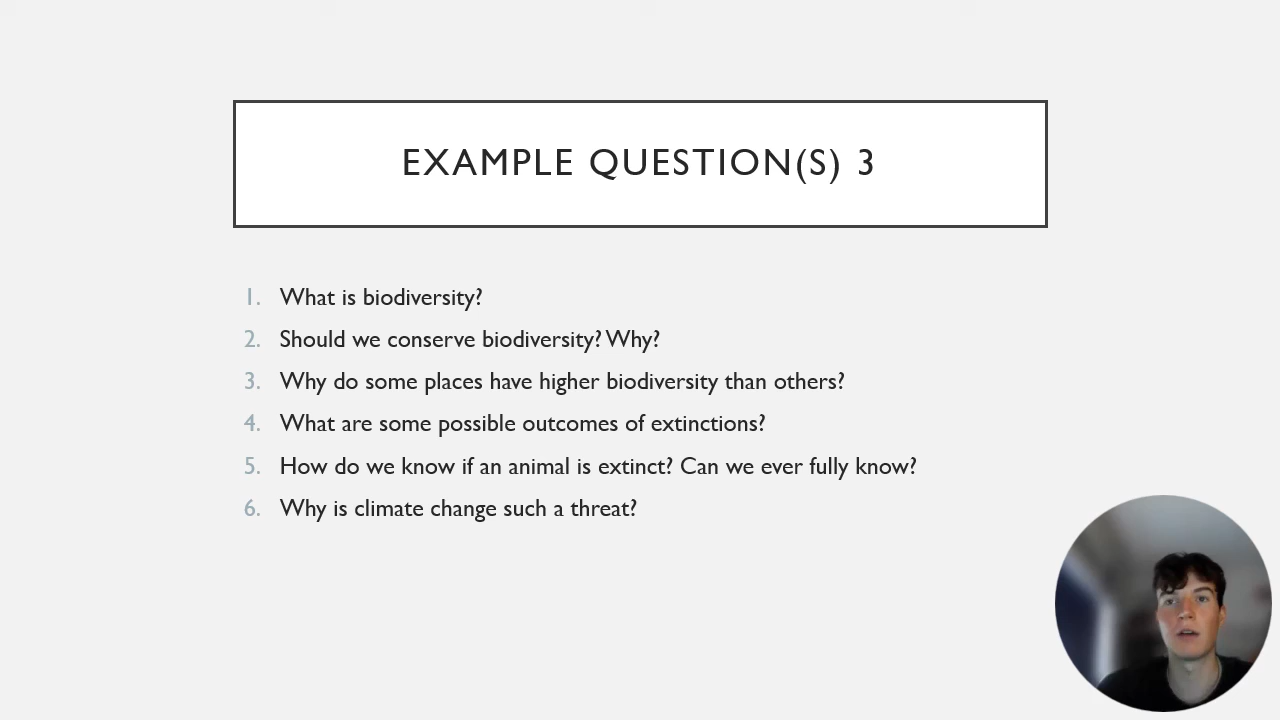 EXAMPLE QUESTION(S) 3
1. What is biodiversity?
2. Should we conserve biodiversity? Why?
3. Why do some places have higher biodiversity than others?
4. What are some possible outcomes of extinctions?
5. How do we know if an animal is extinct? Can we ever fully know?
6. Why is climate change such a threat?